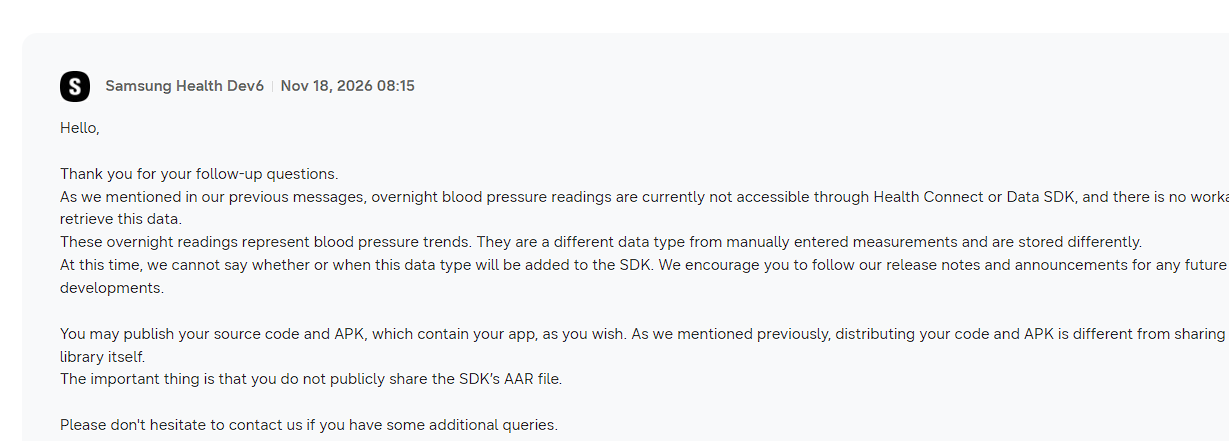 S
Samsung Health Dev6 | Nov 18, 2026 08:15
Hello,
Thank you for your follow-up questions.
As we mentioned in our previous messages, overnight blood pressure readings are currently not accessible through Health Connect or Data SDK, and there is no worka
retrieve this data.
These overnight readings represent blood pressure trends. They are a different data type from manually entered measurements and are stored differently.
At this time, we cannot say whether or when this data type will be added to the SDK. We encourage you to follow our release notes and announcements for any future
developments.
You may publish your source code and APK, which contain your app, as you wish. As we mentioned previously, distributing your code and APK is different from sharing
library itself.
The important thing is that you do not publicly share the SDK's AAR file.
Please don't hesitate to contact us if you have some additional queries.